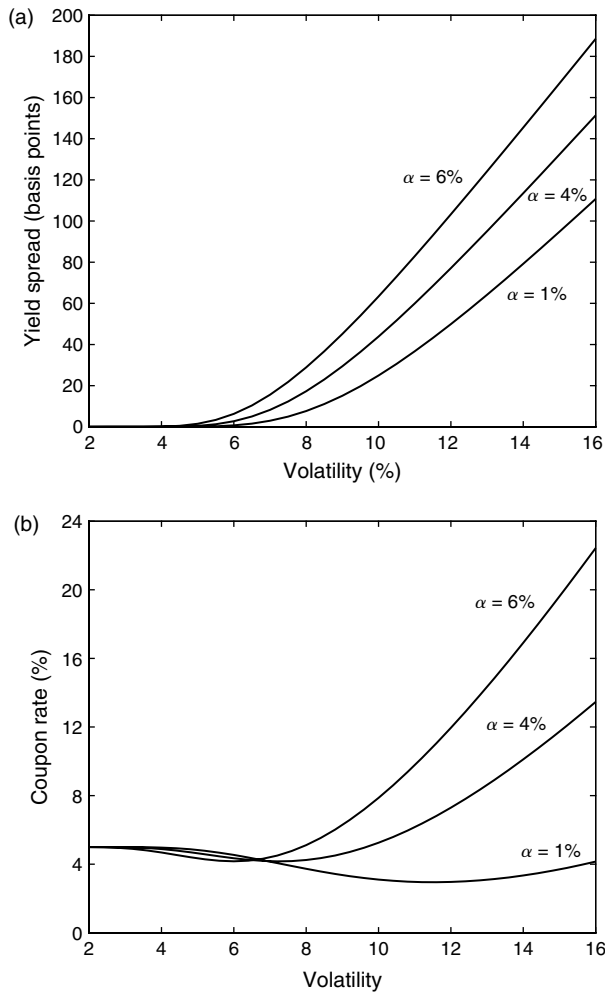 (a)
Yield spread (basis points)
200
180
160
140
120
100
80
60
40
20
0
α = 6%
α = 4%
α = 1%
2 4 6 8 10 12 14 16
Volatility (%)
(b)
Coupon rate (%)
24
20
16
12
8
4
0
α = 6%
α = 4%
α = 1%
2 4 6 8 10 12 14 16
Volatility